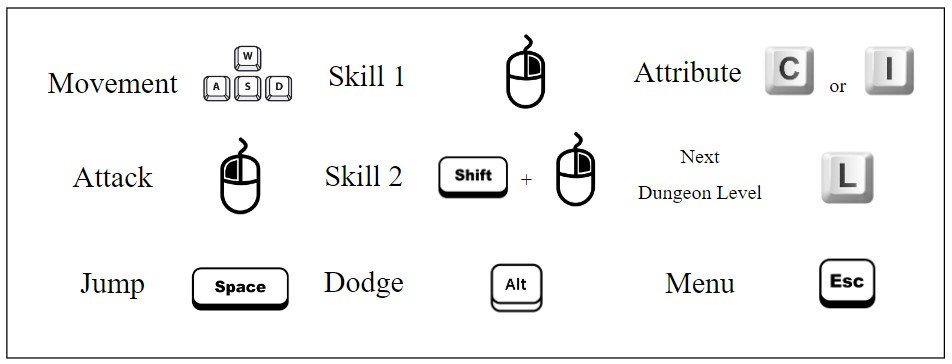 Movement W A S D Skill 1 Attribute C or I
Attack Skill 2 Shift + Next Dungeon Level L
Jump Space Dodge Alt Menu Esc